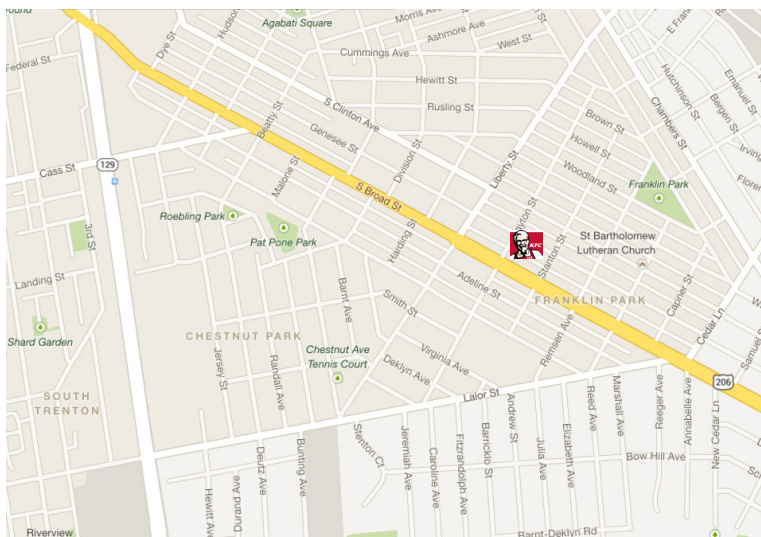 Hudson
Agabati Square
Morris Ave
Ashmore Ave
West St
E Fran
Dye St
Cummings Ave
Federal St
Hewitt St
Hutchinson St
Emanuel St
Chambers St
Bergen St
Rusling St
S Clinton Ave
Beatty St
Genesee St
Brown St
Howell St
Irving
Division St
Liberty St
Woodland St
Cass St
129
Malone St
Franklin Park
S Broad St
Roebling Park
Pat Pone Park
3rd St
Harding St
KFC
Stanton St
St Bartholomew
Lutheran Church
Landing St
Barnt Ave
Adeline St
FRANKLIN PARK
Capner St
Smith St
Cedar Ln
Shard Garden
CHESTNUT PARK
Remsen Ave
Chestnut Ave
Tennis Court
Virginia Ave
Jersey St
Randall Ave
Deklyn Ave
Samuel S
206
SOUTH
TRENTON
Lalor St
Stenton Ct
Jeremiah Ave
Caroline Ave
Fitzrandolph Ave
Barricklo St
Andrew St
Julia Ave
Elizabeth Ave
Reed Ave
Marshall Ave
Reeger Ave
Annabelle Ave
New Cedar Ln
Deutz Ave
Bunting Ave
Hewitt Ave
Durand Ave
Bow Hill Ave
Riverview
Barnt-Deklyn Rd